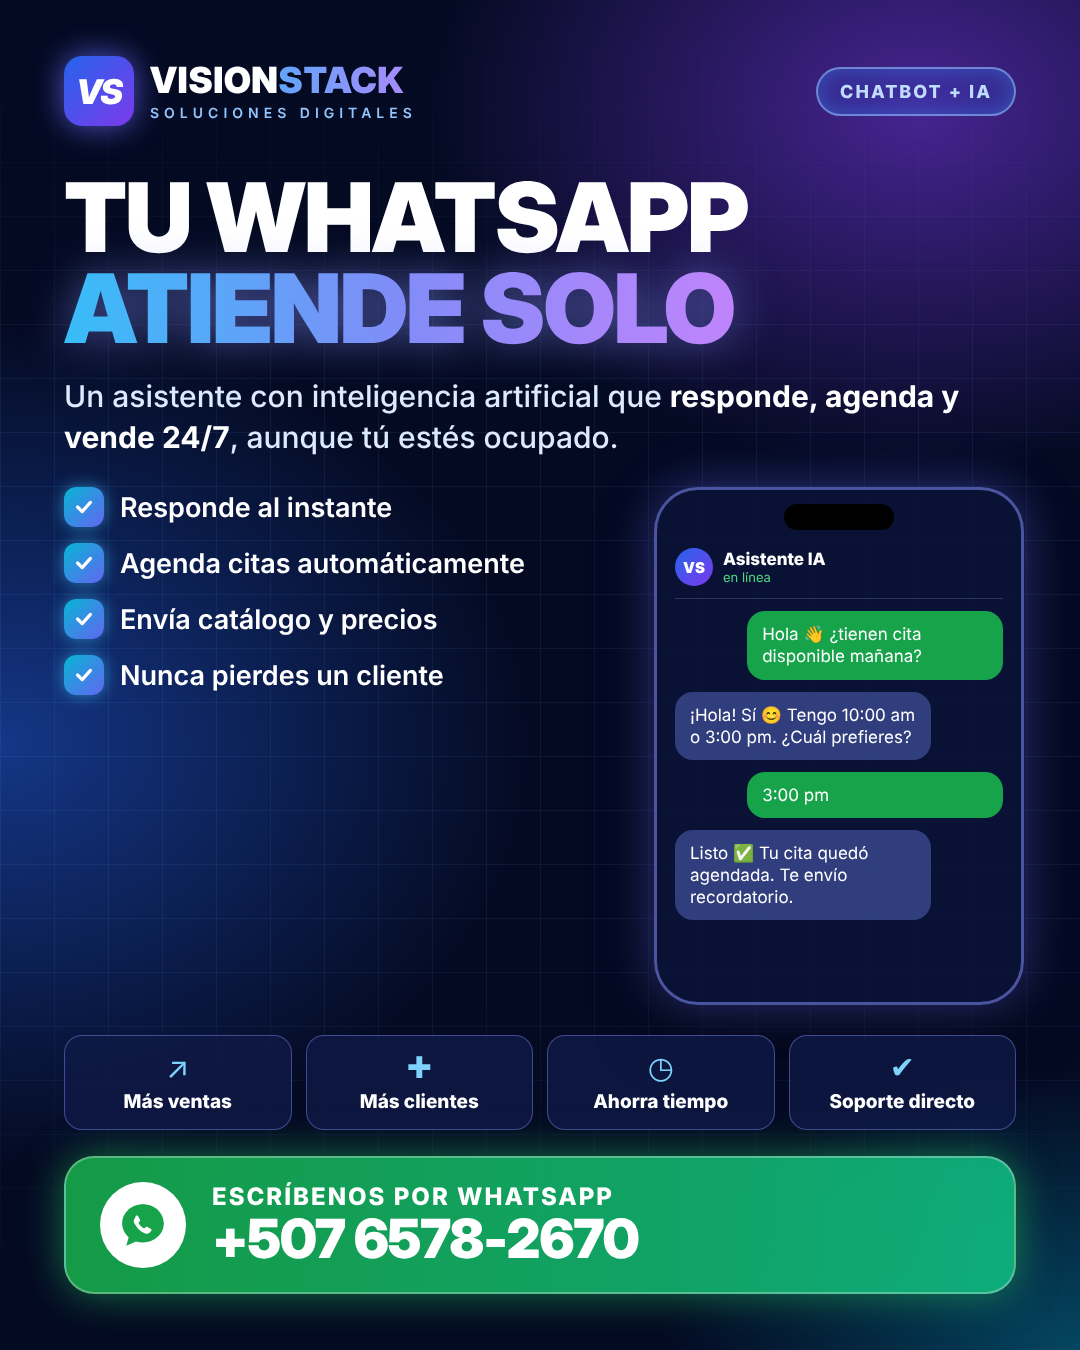 VS
VISIONSTACK
SOLUCIONES DIGITALES
CHATBOT + IA
TU WHATSAPP
ATIENDE SOLO
Un asistente con inteligencia artificial que responde, agenda y
vende 24/7, aunque tú estés ocupado.
Responde al instante
Agenda citas automáticamente
Envía catálogo y precios
Nunca pierdes un cliente
VS
Asistente IA
en línea
Hola 👋 ¿tienen cita
disponible mañana?
¡Hola! Sí 😊 Tengo 10:00 am
o 3:00 pm. ¿Cuál prefieres?
3:00 pm
Listo ✅ Tu cita quedó
agendada. Te envío
recordatorio.
Más ventas
Más clientes
Ahorra tiempo
Soporte directo
ESCRÍBENOS POR WHATSAPP
+507 6578-2670